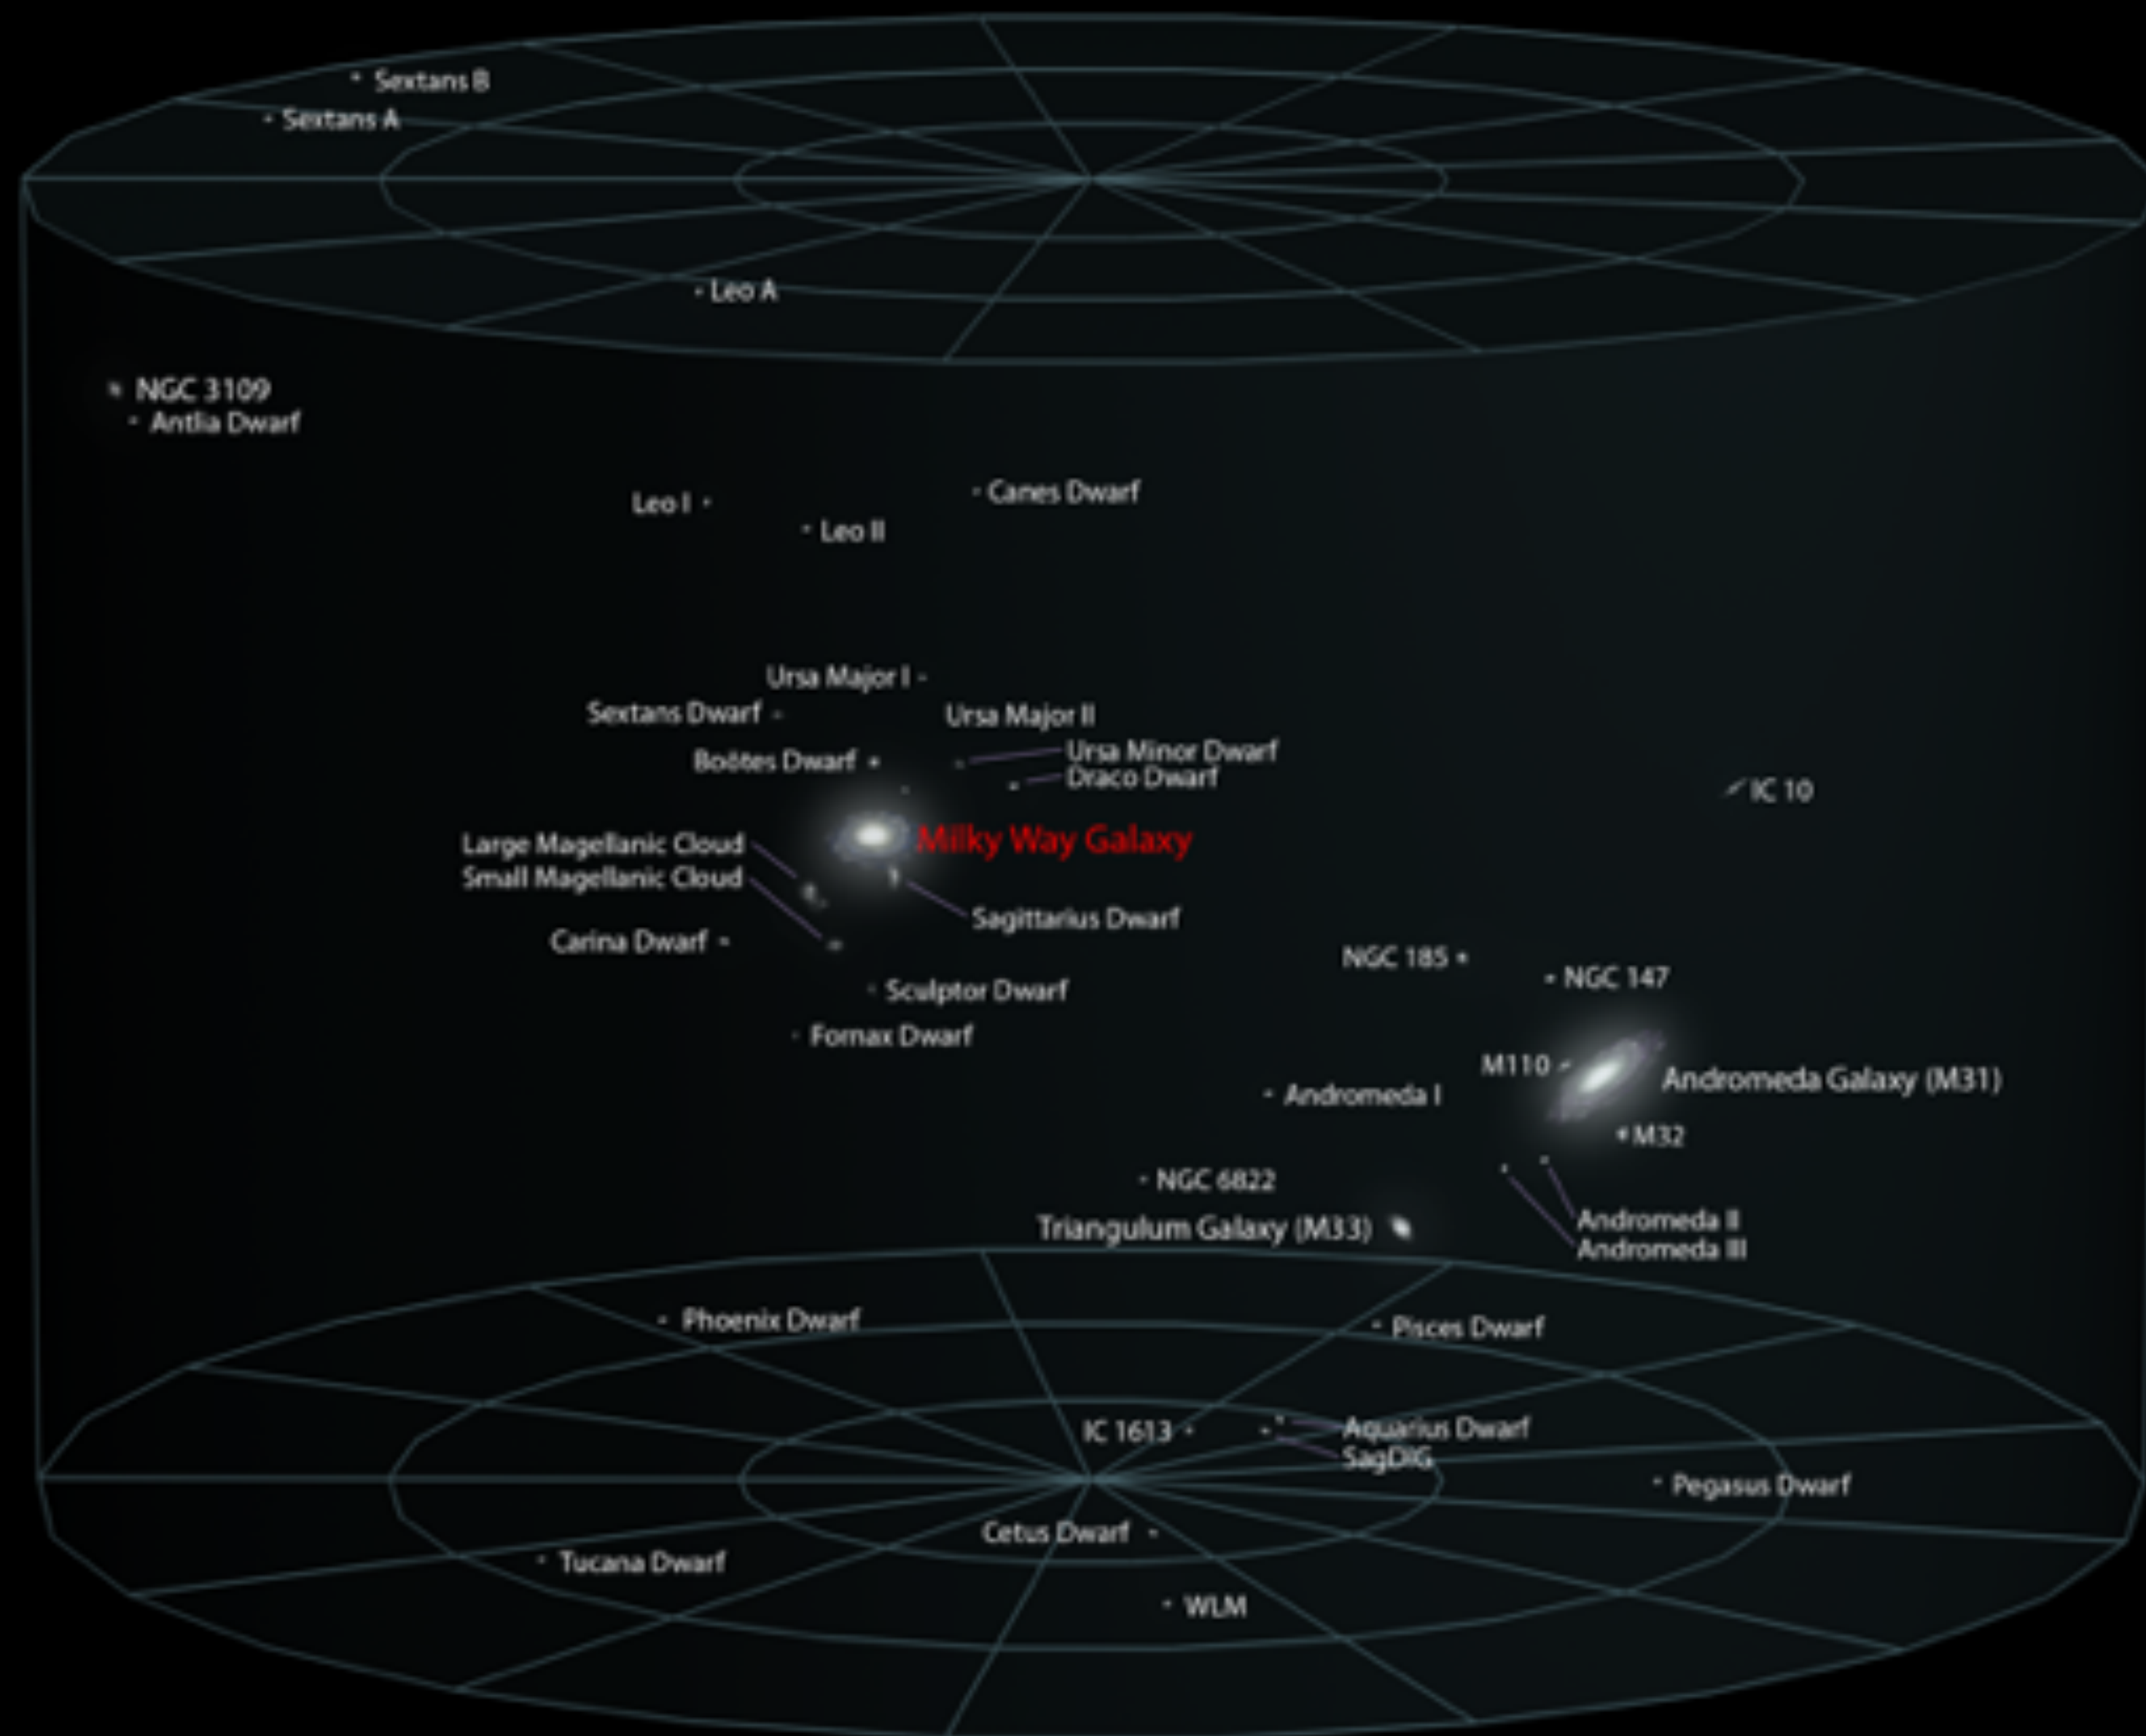 Sextans B
Sextans A
Leo A
NGC 3109
Antlia Dwarf
Canes Dwarf
Leo I
Leo II
Ursa Major I
Sextans Dwarf
Ursa Major II
Ursa Minor Dwarf
Boötes Dwarf
Draco Dwarf
IC 10
Milky Way Galaxy
Large Magellanic Cloud
Small Magellanic Cloud
Sagittarius Dwarf
Carina Dwarf
NGC 185
NGC 147
Sculptor Dwarf
Fornax Dwarf
M110
Andromeda Galaxy (M31)
Andromeda I
M32
NGC 6822
Andromeda II
Triangulum Galaxy (M33)
Andromeda III
Phoenix Dwarf
Pisces Dwarf
IC 1613
Aquarius Dwarf
SagDIG
Pegasus Dwarf
Cetus Dwarf
Tucana Dwarf
WLM